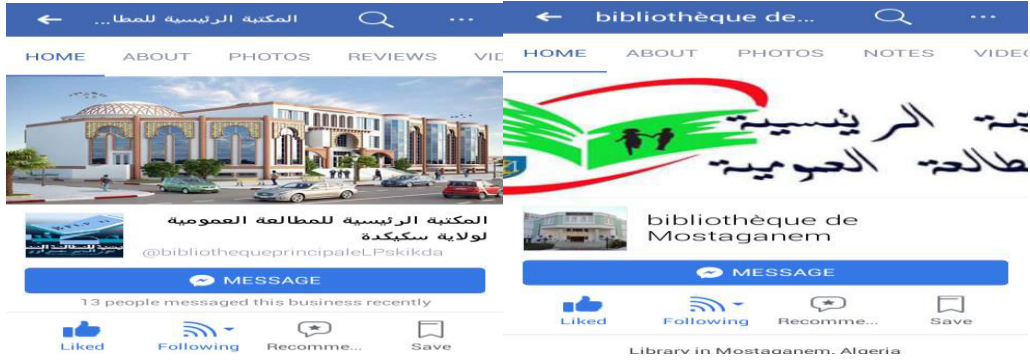 المكتبة الرئيسية للمطا...
HOME ABOUT PHOTOS REVIEWS VID
المكتبة الرئيسية للمطالعة العمومية
لولاية سكيكدة
@bibliothequeprincipaleLPskikda
MESSAGE
13 people messaged this business recently
Liked Following Recomme... Save
bibliothèque de...
HOME ABOUT PHOTOS NOTES VIDEO
الرئيسية
العمومية
bibliothèque de
Mostaganem
MESSAGE
Liked Following Recomme... Save
Library in Mostaganem, Algeria